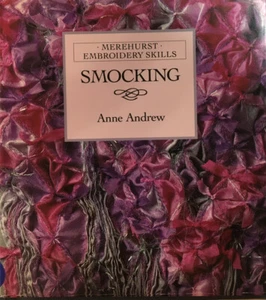 · MEREHURST ·
EMBROIDERY SKILLS
SMOCKING
Anne Andrew